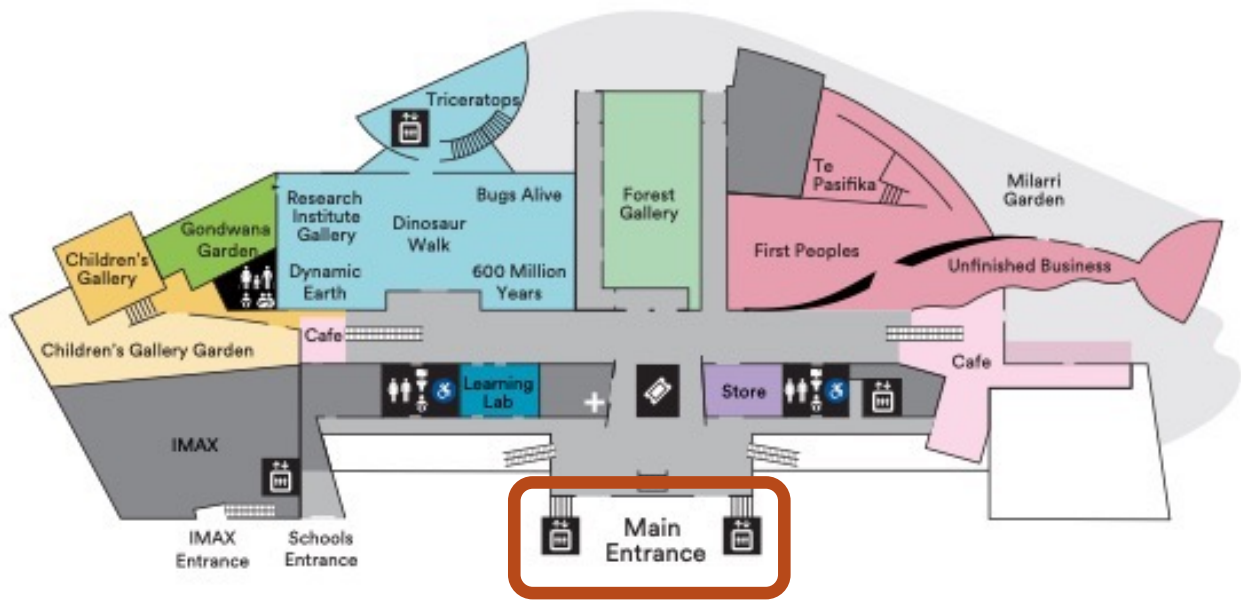 Triceratops
Te
Pasifika
Milarri
Garden
Research
Institute
Gallery
Bugs Alive
Forest
Gallery
Gondwana
Garden
Dinosaur
Walk
Children's
Gallery
First Peoples
Unfinished Business
Dynamic
Earth
600 Million
Years
Cafe
Children's Gallery Garden
Cafe
Learning
Lab
Store
IMAX
Main
Entrance
IMAX
Entrance
Schools
Entrance